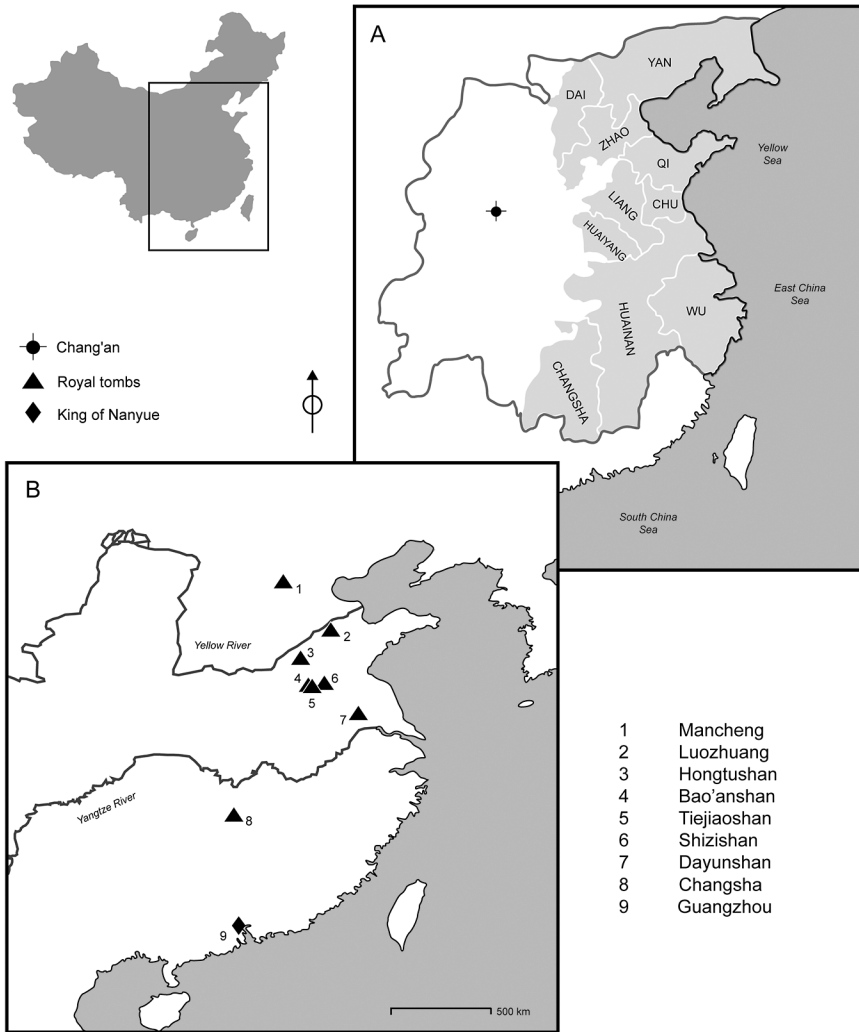 A
YAN
DAI
ZHAO
QI
Yellow
Sea
LIANG
CHU
HUAIYANG
East China
Sea
WU
HUAINAN
CHANGSHA
South China
Sea
Chang'an
Royal tombs
King of Nanyue
B
1
2
Yellow River
3
4
6
5
7
Yangtze River
8
9
500 km
1 Mancheng
2 Luozhuang
3 Hongtushan
4 Bao’anshan
5 Tiejiaoshan
6 Shizishan
7 Dayunshan
8 Changsha
9 Guangzhou